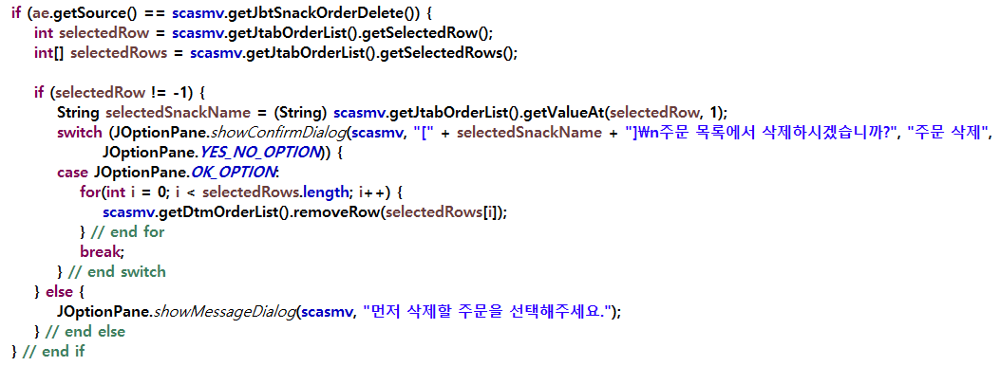 if (ae.getSource() == scasmv.getJbtSnackOrderDelete()) {
int selectedRow = scasmv.getJtabOrderList().getSelectedRow();
int[] selectedRows = scasmv.getJtabOrderList().getSelectedRows();
if (selectedRow != -1) {
String selectedSnackName = (String) scasmv.getJtabOrderList().getValueAt(selectedRow, 1);
switch (JOptionPane.showConfirmDialog(scasmv, "[" + selectedSnackName + "]₩n주문 목록에서 삭제하시겠습니까?", "주문 삭제",
JOptionPane.YES_NO_OPTION)) {
case JOptionPane.OK_OPTION:
for(int i = 0; i < selectedRows.length; i++) {
scasmv.getDtmOrderList().removeRow(selectedRows[i]);
} // end for
break;
} // end switch
} else {
JOptionPane.showMessageDialog(scasmv, "먼저 삭제할 주문을 선택해주세요.");
} // end else
} // end if